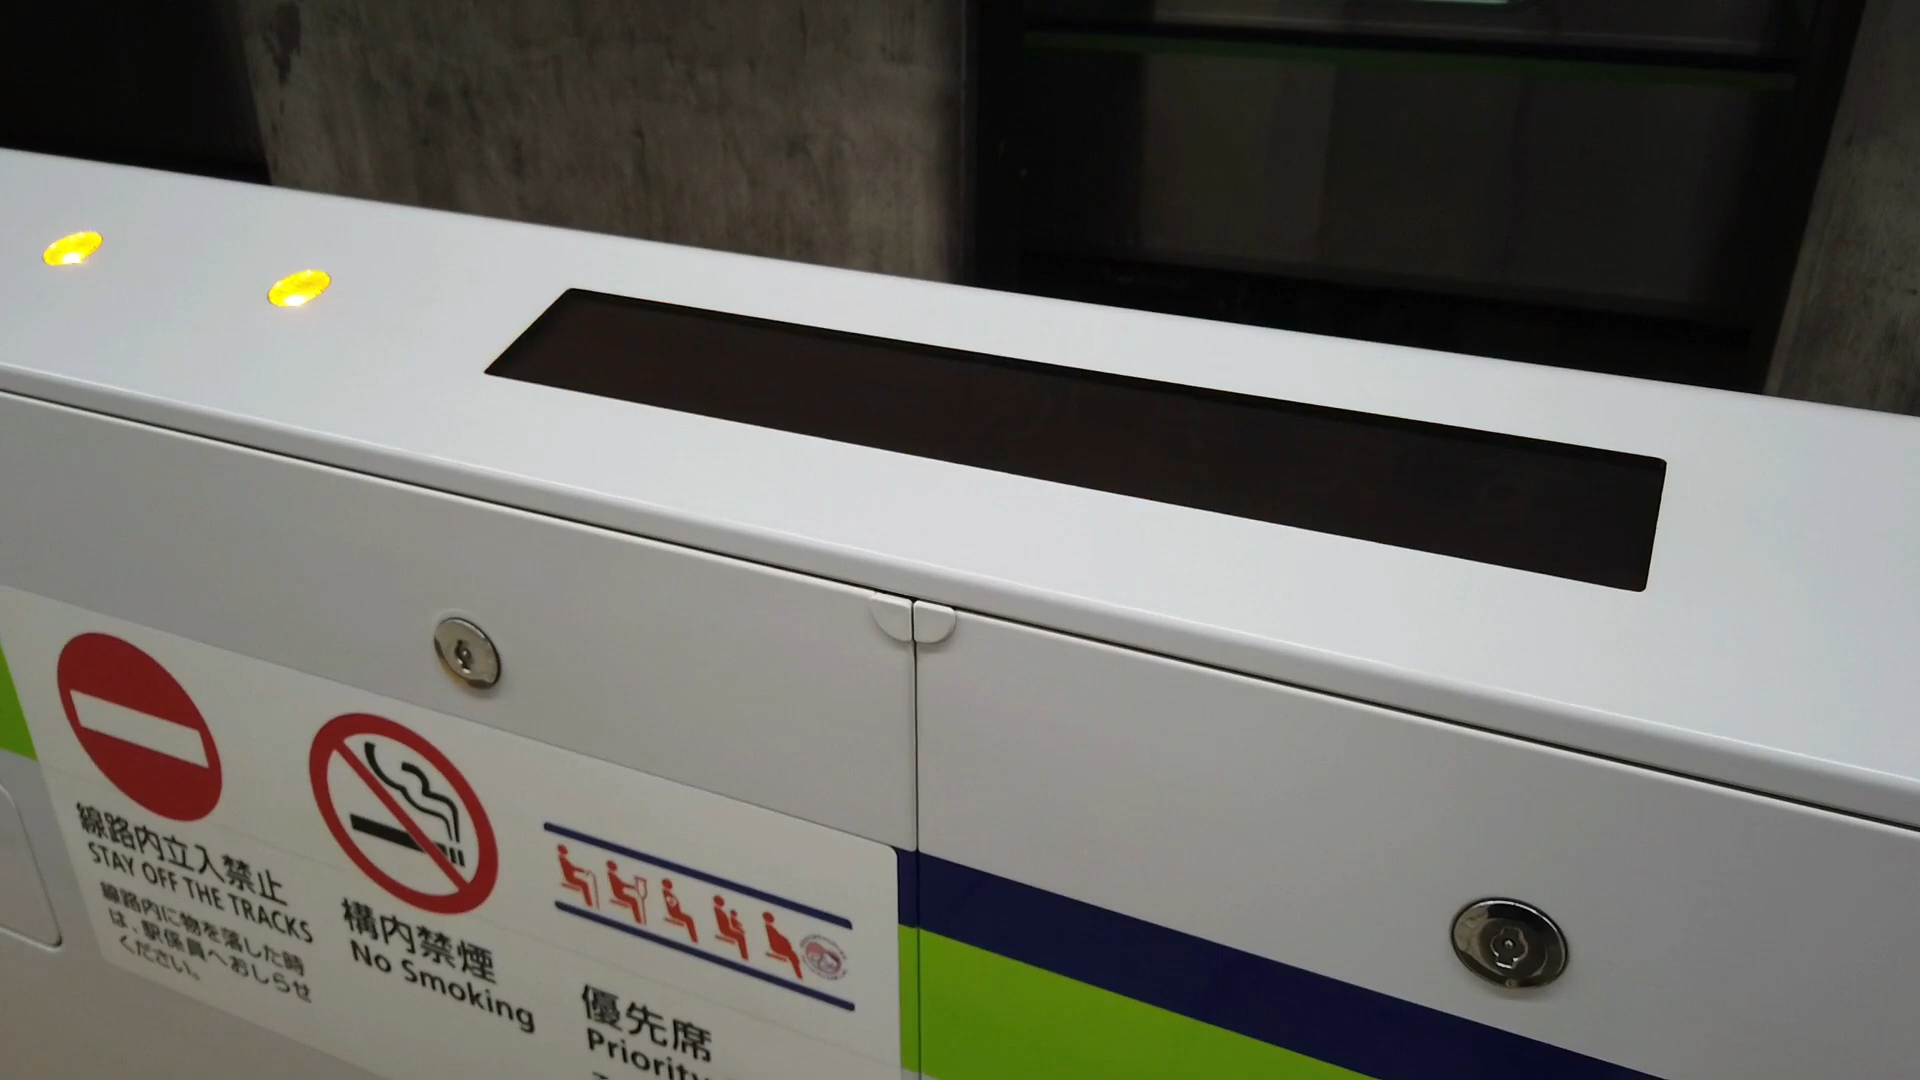 線路内立入禁止
STAY OFF THE TRACKS
線路内に物を落した時
は、駅係員へおしらせ
ください。
構内禁煙
No Smoking
優先席
Priority